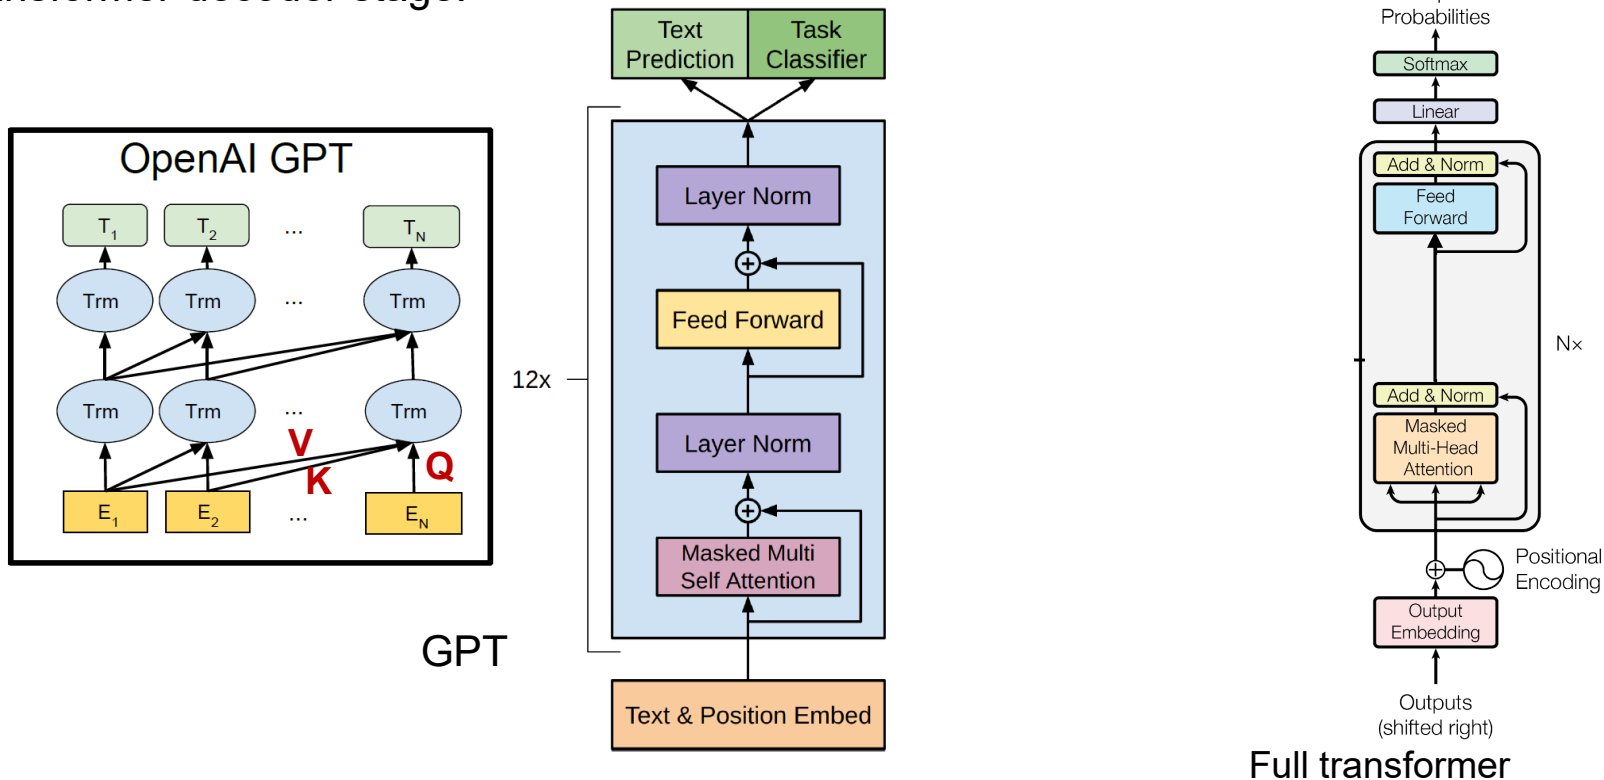 OpenAI GPT
T1
T2
...
TN
Trm
Trm
...
Trm
Trm
Trm
...
Trm
V
K
Q
E1
E2
...
EN
GPT
Text
Prediction
Task
Classifier
Layer Norm
Feed Forward
12x
Layer Norm
Masked Multi
Self Attention
Text & Position Embed
Probabilities
Softmax
Linear
Add & Norm
Feed
Forward
N×
Add & Norm
Masked
Multi-Head
Attention
Positional
Encoding
Output
Embedding
Outputs
(shifted right)
Full transformer